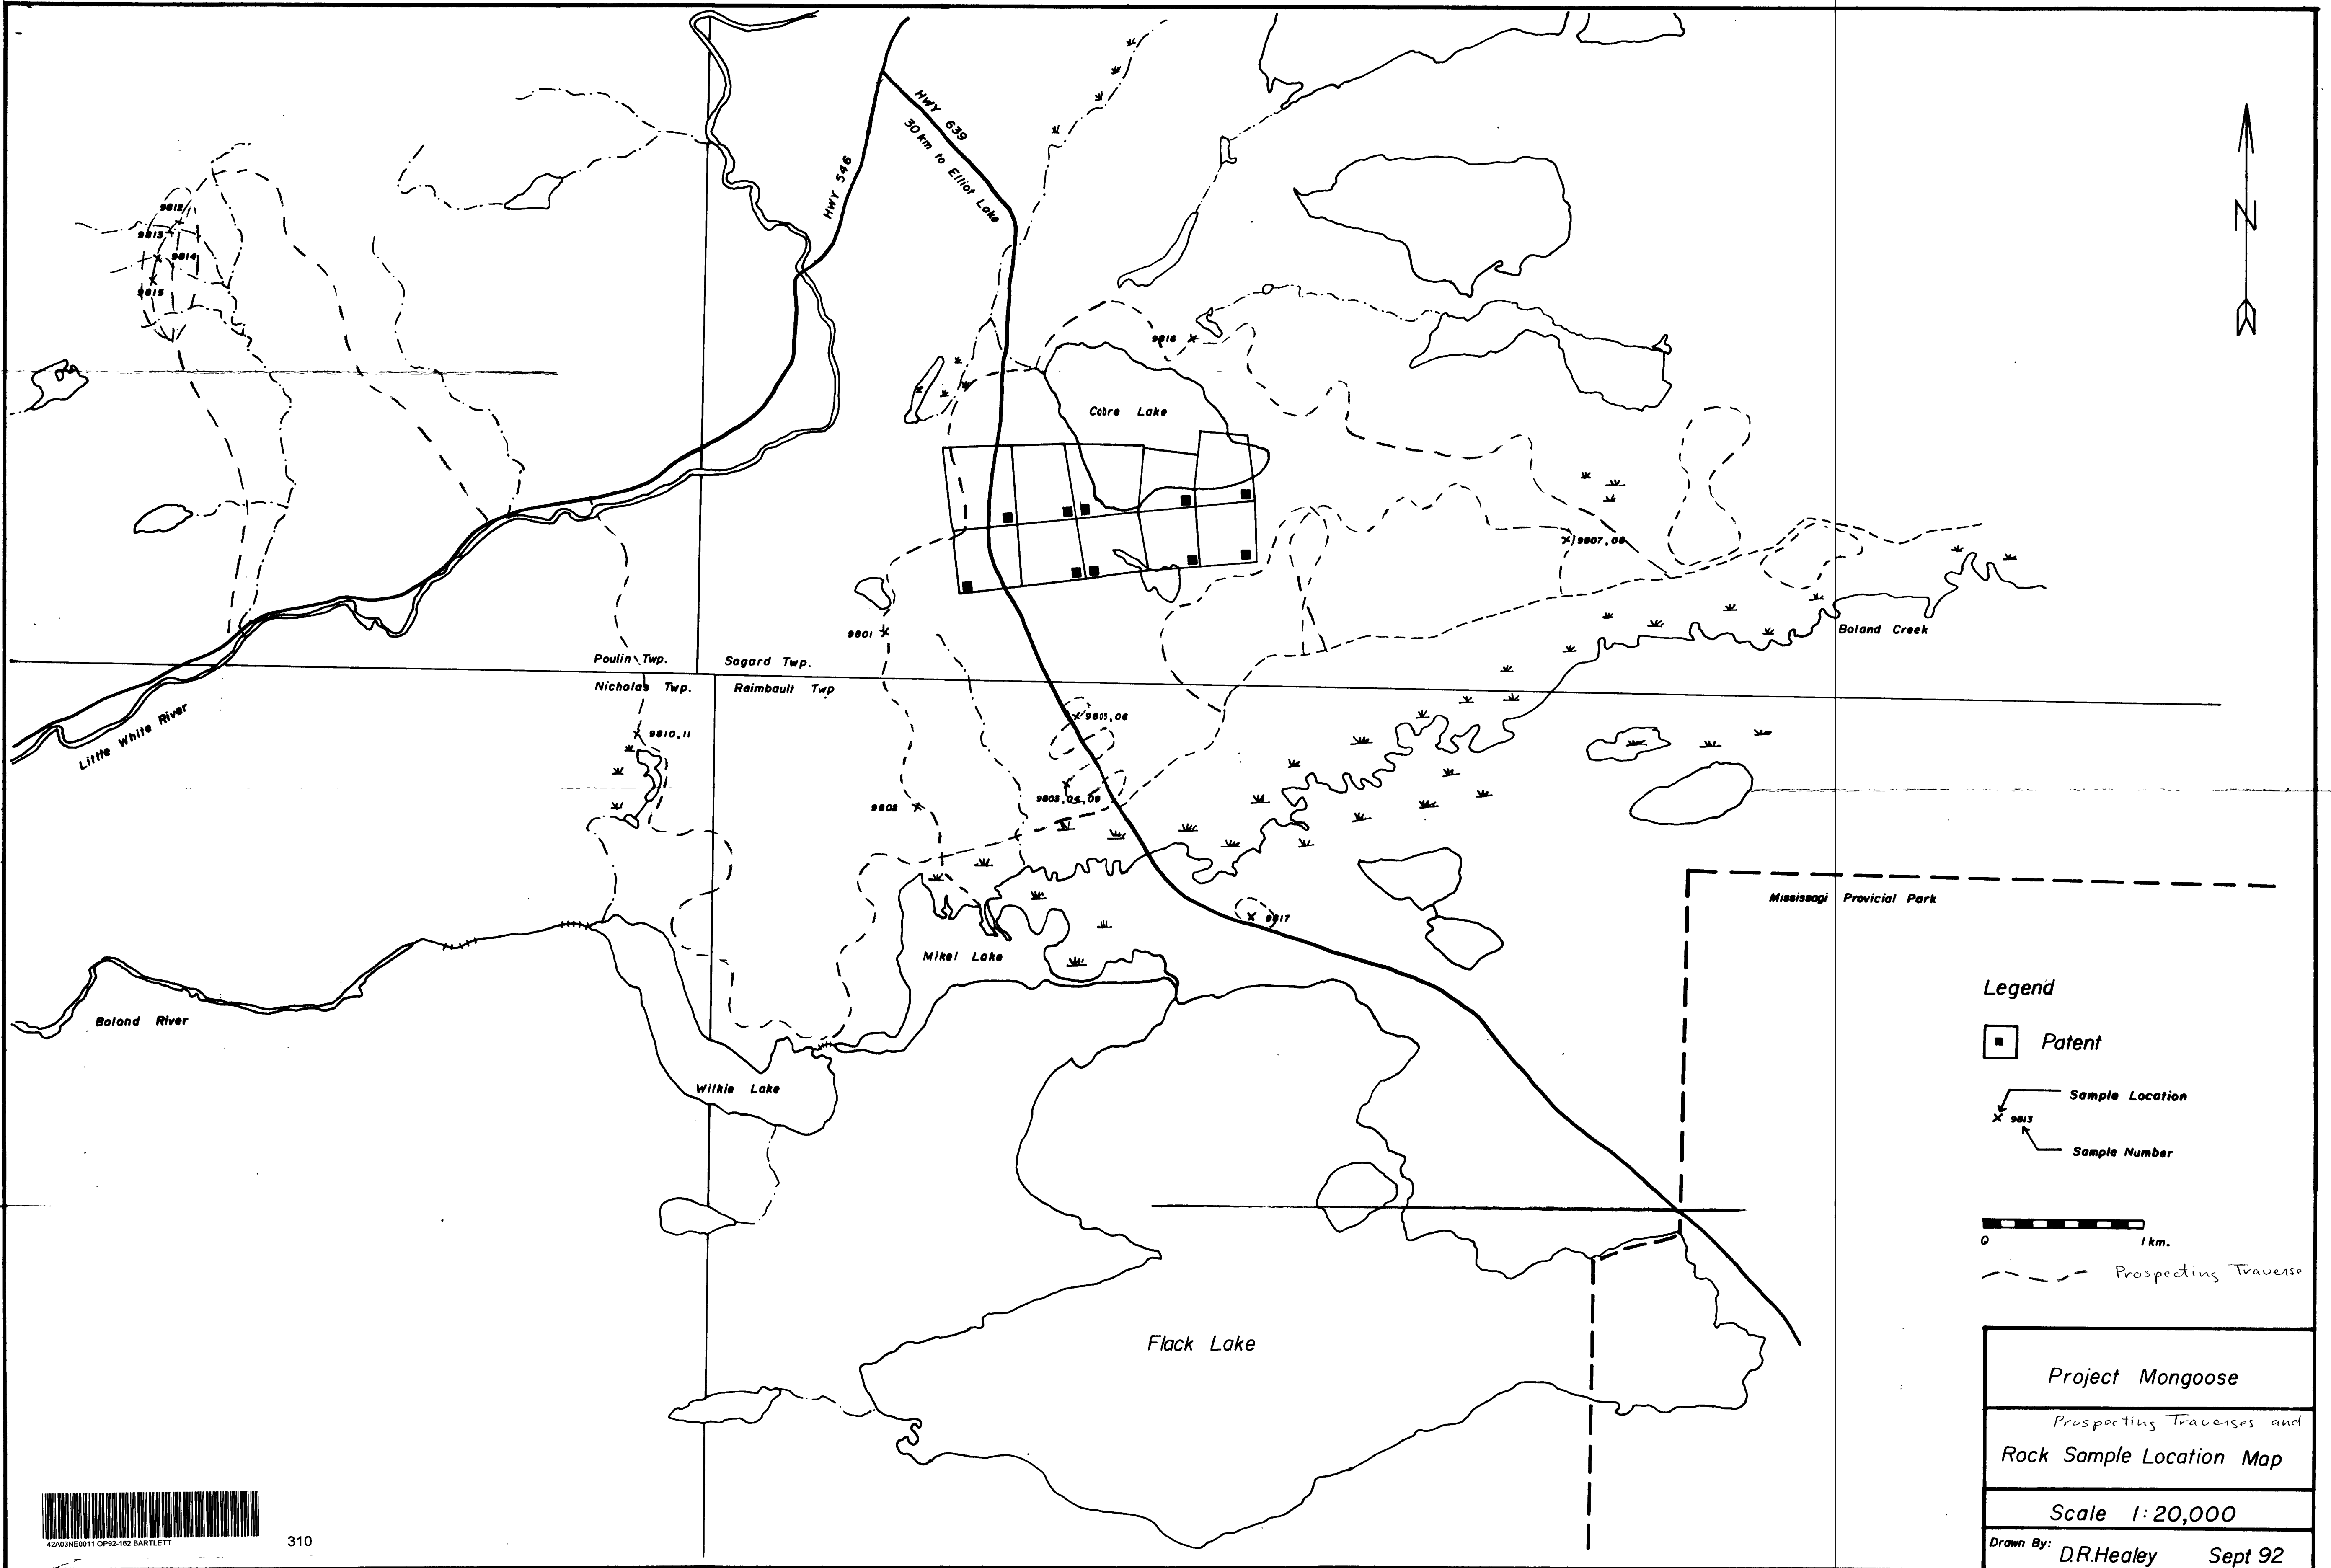 HWY 639
30 km to Elliot Lake
HWY 546
N
9812
9813
9814
9815
9816
Cobre Lake
9807,08
9801
Boland Creek
Poulin Twp.
Sagard Twp.
Nicholas Twp.
Raimbault Twp
Little White River
9805,06
9810,11
9802
9803,04,09
Mississagi Provicial Park
9817
Mikel Lake
Boland River
Wilkie Lake
Flack Lake
Legend
Patent
Sample Location
9813
Sample Number
0 1 km.
Prospecting Traverse
Project Mongoose
Prospecting Traverses and
Rock Sample Location Map
Scale 1:20,000
Drawn By: D.R.Healey Sept 92
42A03NE0011 OP92-162 BARTLETT
310